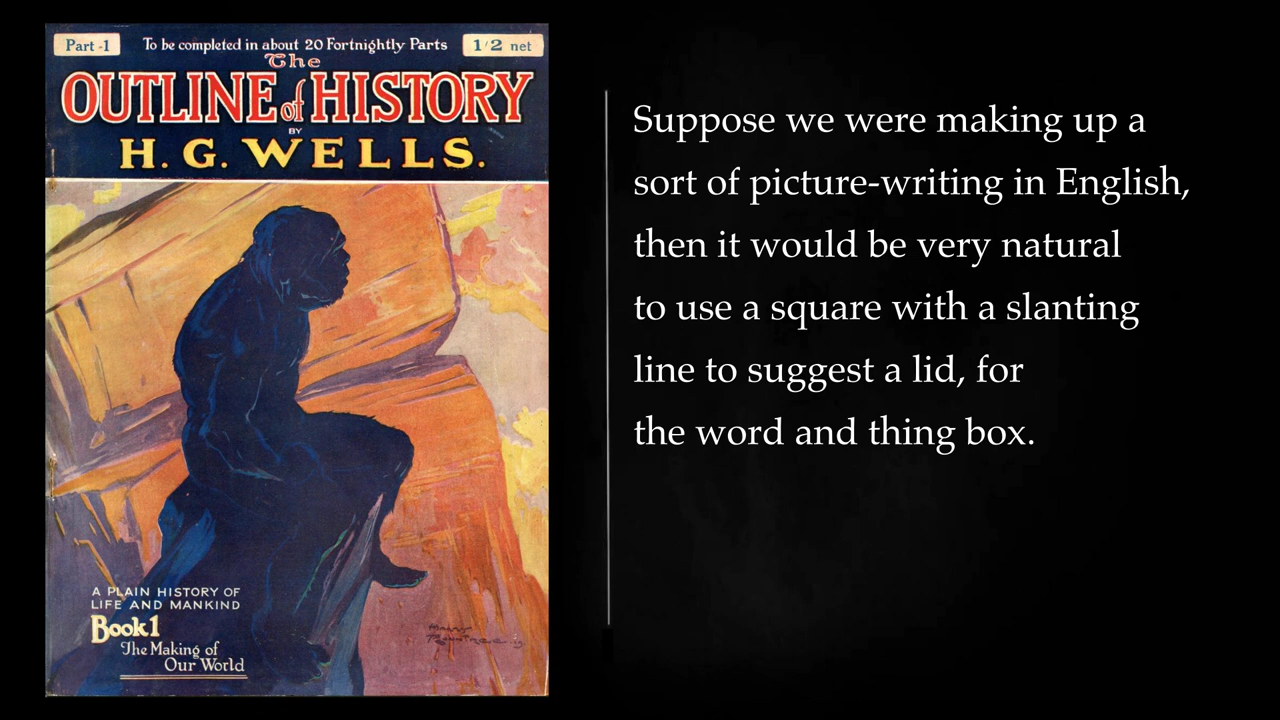 Part -1
To be completed in about 20 Fortnightly Parts
1/2 net
The
OUTLINE of HISTORY
BY
H. G. WELLS.
A PLAIN HISTORY OF
LIFE AND MANKIND
Book 1
The Making of
Our World
Suppose we were making up a
sort of picture-writing in English,
then it would be very natural
to use a square with a slanting
line to suggest a lid, for
the word and thing box.